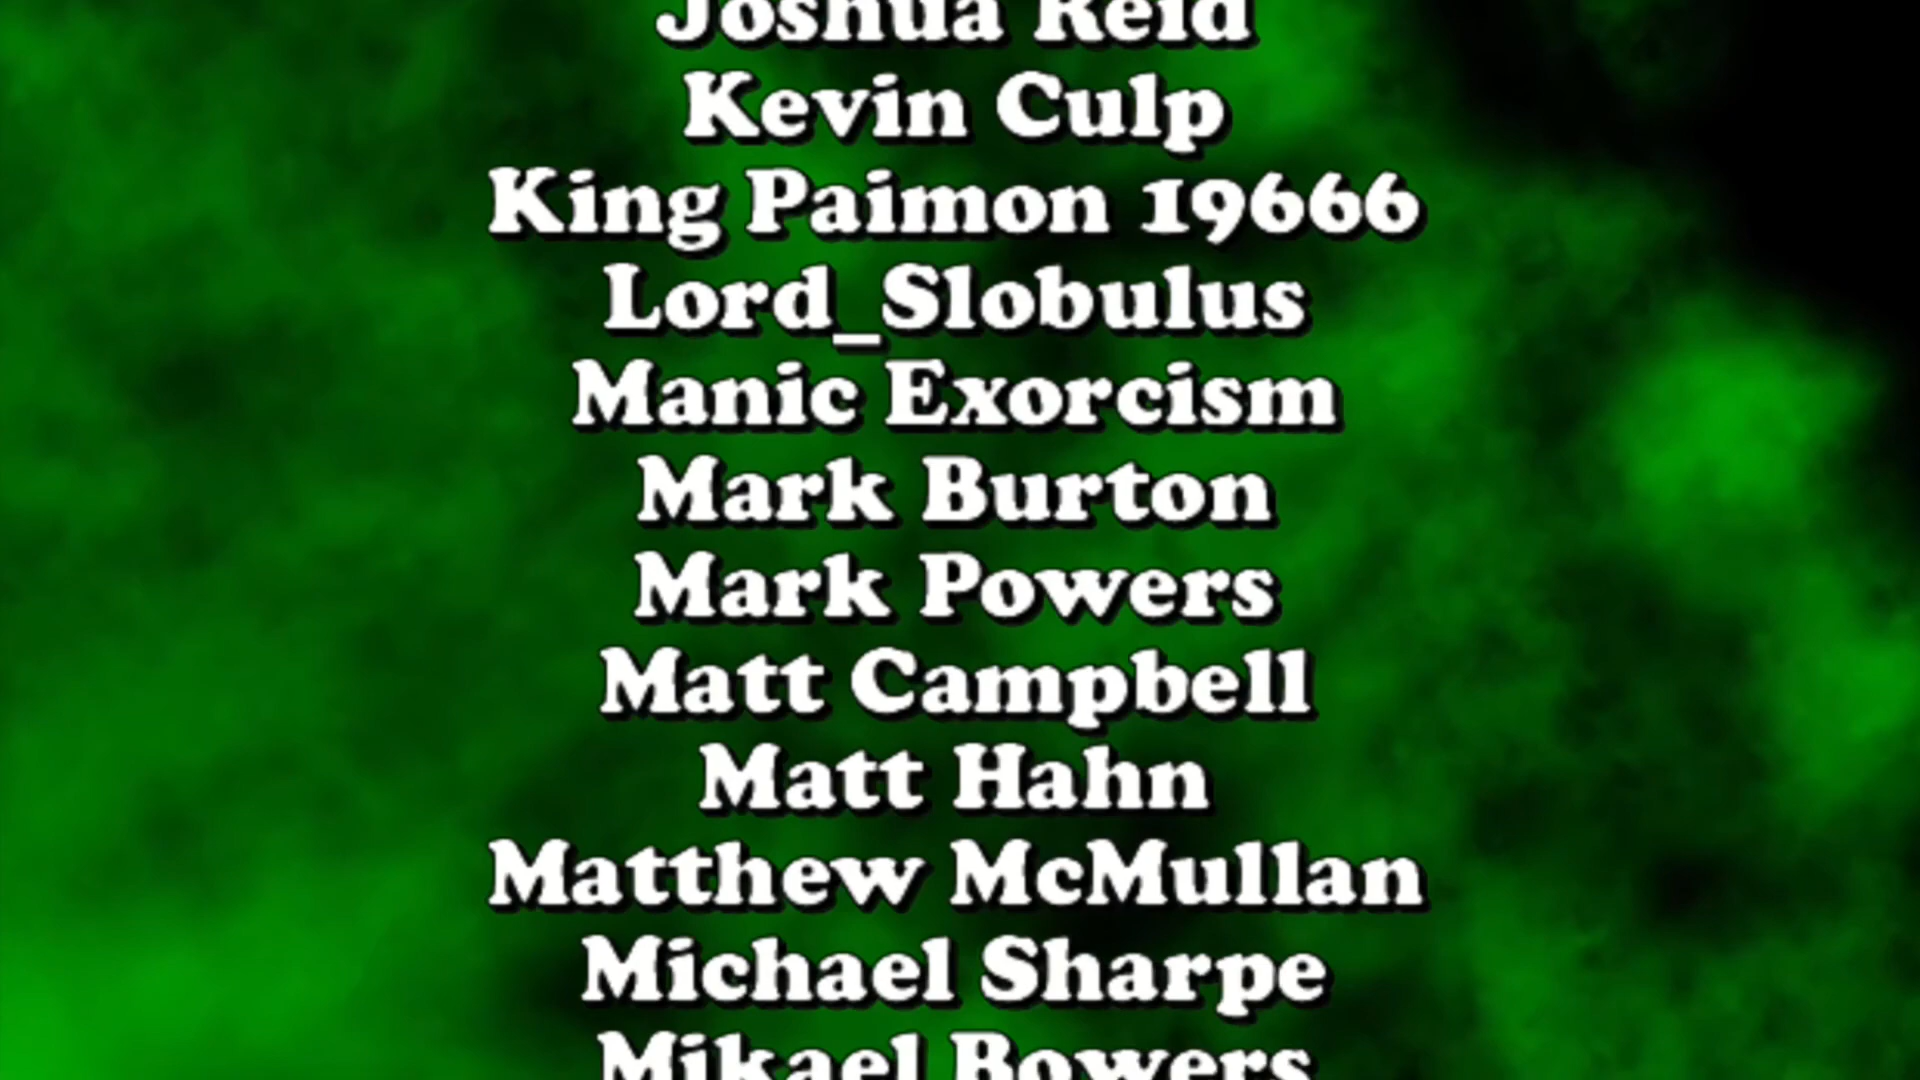 Joshua Reid
Kevin Culp
King Paimon 19666
Lord_Slobulus
Manic Exorcism
Mark Burton
Mark Powers
Matt Campbell
Matt Hahn
Matthew McMullan
Michael Sharpe
Mikael Bowers